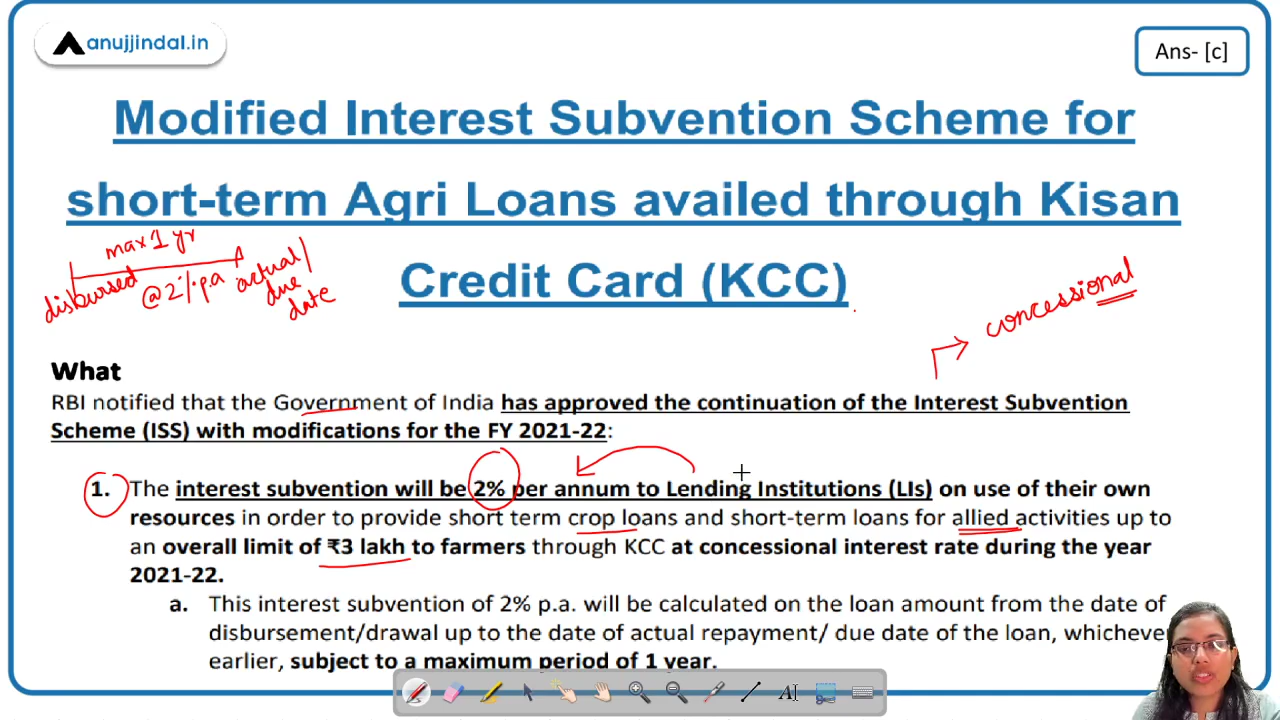 anujjindal.in
Ans- [c]
Modified Interest Subvention Scheme for
short-term Agri Loans availed through Kisan
Credit Card (KCC)
max 1 yr
disbursed
@2%.p.a
actual/
due
date
concessional
What
RBI notified that the Government of India has approved the continuation of the Interest Subvention
Scheme (ISS) with modifications for the FY 2021-22:
1. The interest subvention will be 2% per annum to Lending Institutions (LIs) on use of their own
resources in order to provide short term crop loans and short-term loans for allied activities up to
an overall limit of ₹3 lakh to farmers through KCC at concessional interest rate during the year
2021-22.
a. This interest subvention of 2% p.a. will be calculated on the loan amount from the date of
disbursement/drawal up to the date of actual repayment/ due date of the loan, whichever
earlier, subject to a maximum period of 1 year.